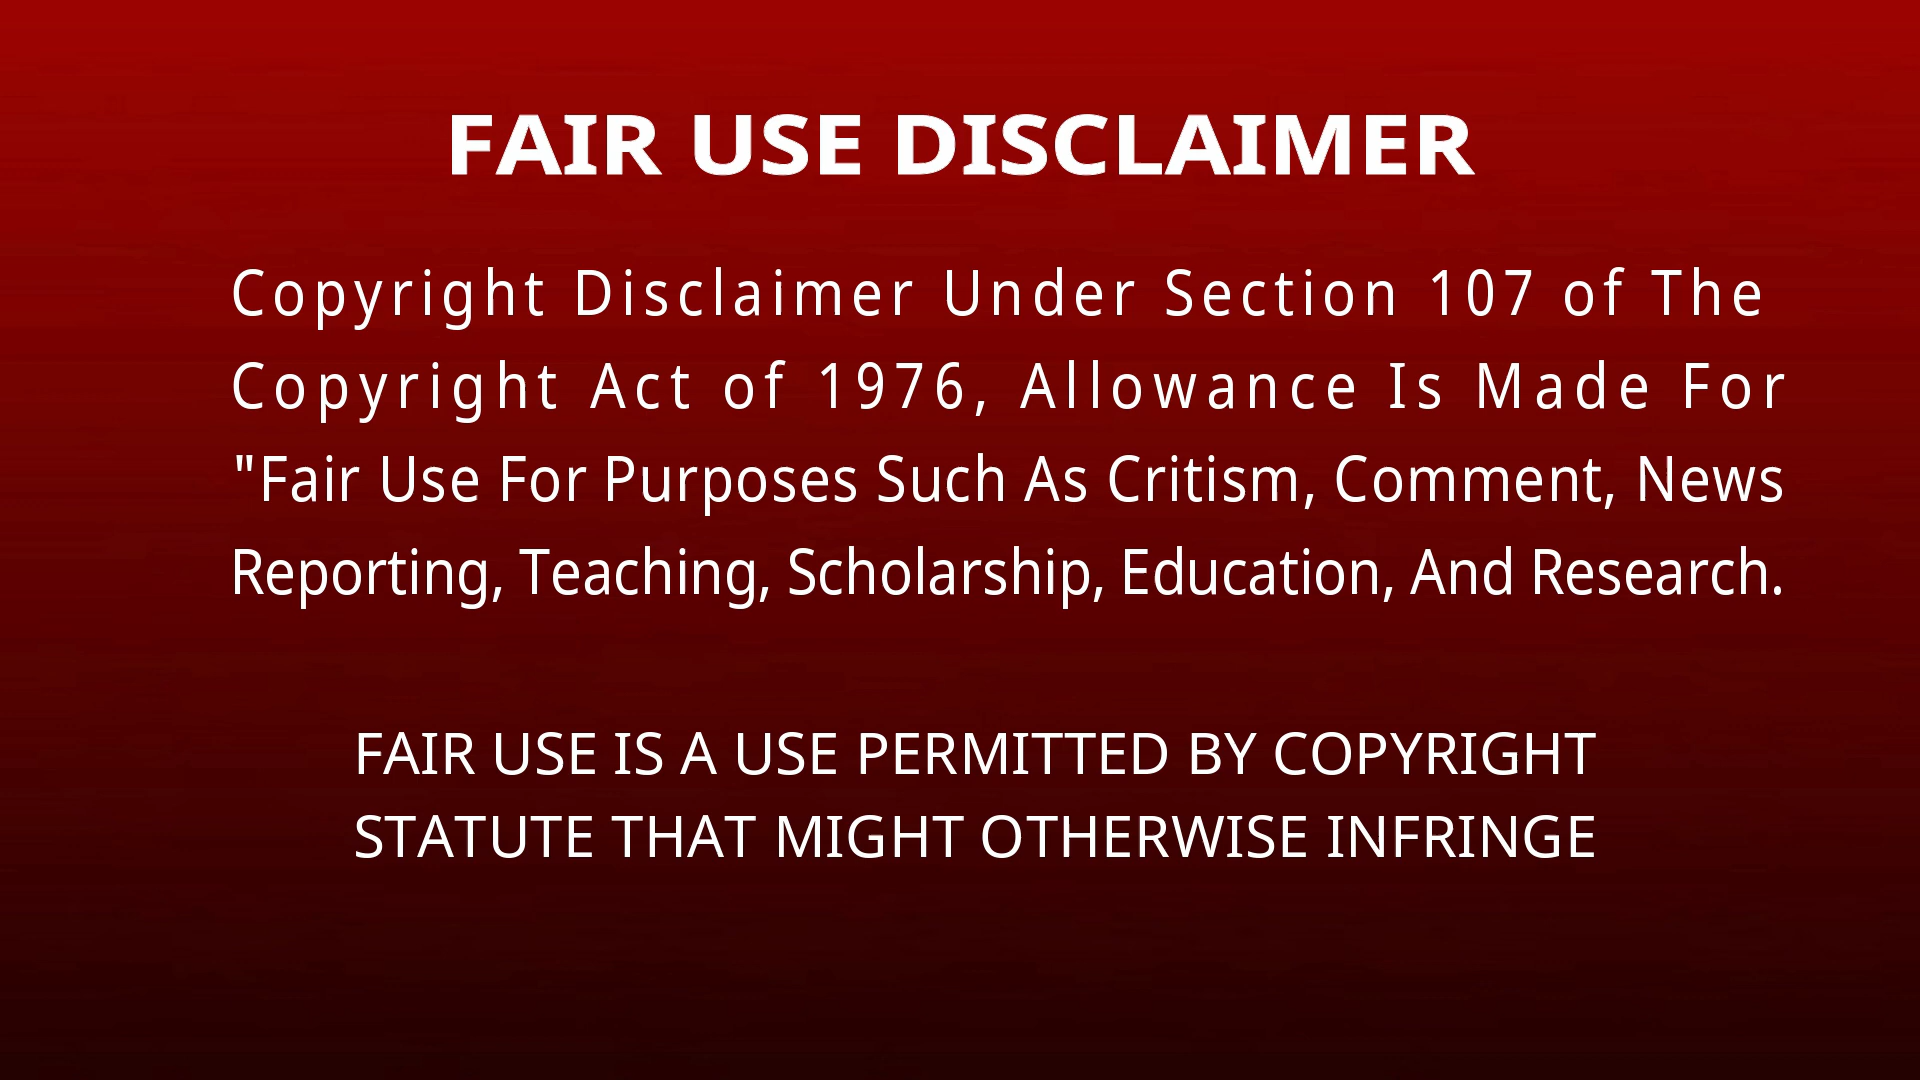 FAIR USE DISCLAIMER
Copyright Disclaimer Under Section 107 of The
Copyright Act of 1976, Allowance Is Made For
"Fair Use For Purposes Such As Critism, Comment, News
Reporting, Teaching, Scholarship, Education, And Research.
FAIR USE IS A USE PERMITTED BY COPYRIGHT
STATUTE THAT MIGHT OTHERWISE INFRINGE